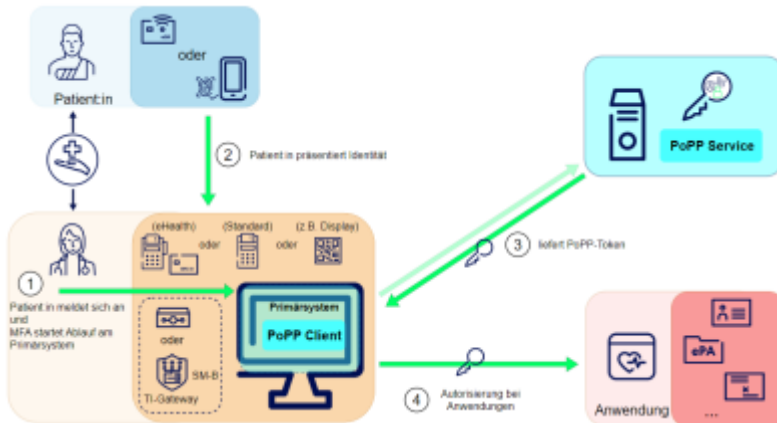 oder
Patient:in
2
Patient in präsentiert Identität
PoPP Service
(eHealth)
(Standard)
(z.B. Display)
oder
oder
1
Patient in meldet sich an
und
MFA startet Ablauf am
Primärsystem
3
liefert PoPP-Token
Primärsystem
PoPP Client
oder
SM-B
TI-Gateway
4
Autorisierung bei
Anwendungen
ePA
Anwendung
...